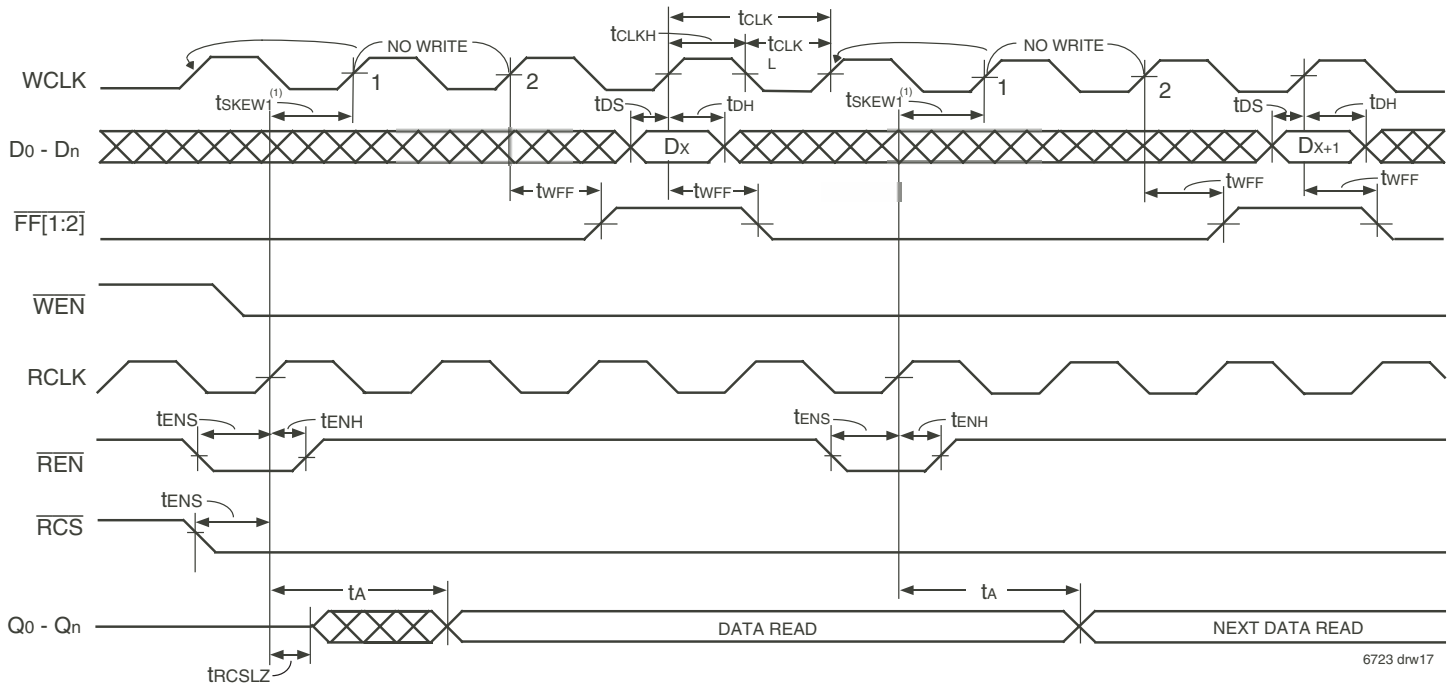 tCLK
tCLKH
tCLK
L
NO WRITE
NO WRITE
WCLK
1
2
1
2
tSKEW1(1)
tDS
tDH
tSKEW1(1)
tDS
tDH
D0 - Dn
DX
DX+1
tWFF
tWFF
tWFF
tWFF
FF[1:2]
WEN
RCLK
tENS
tENH
tENS
tENH
REN
tENS
RCS
tA
tA
Q0 - Qn
DATA READ
NEXT DATA READ
tRCSLZ
6723 drw17